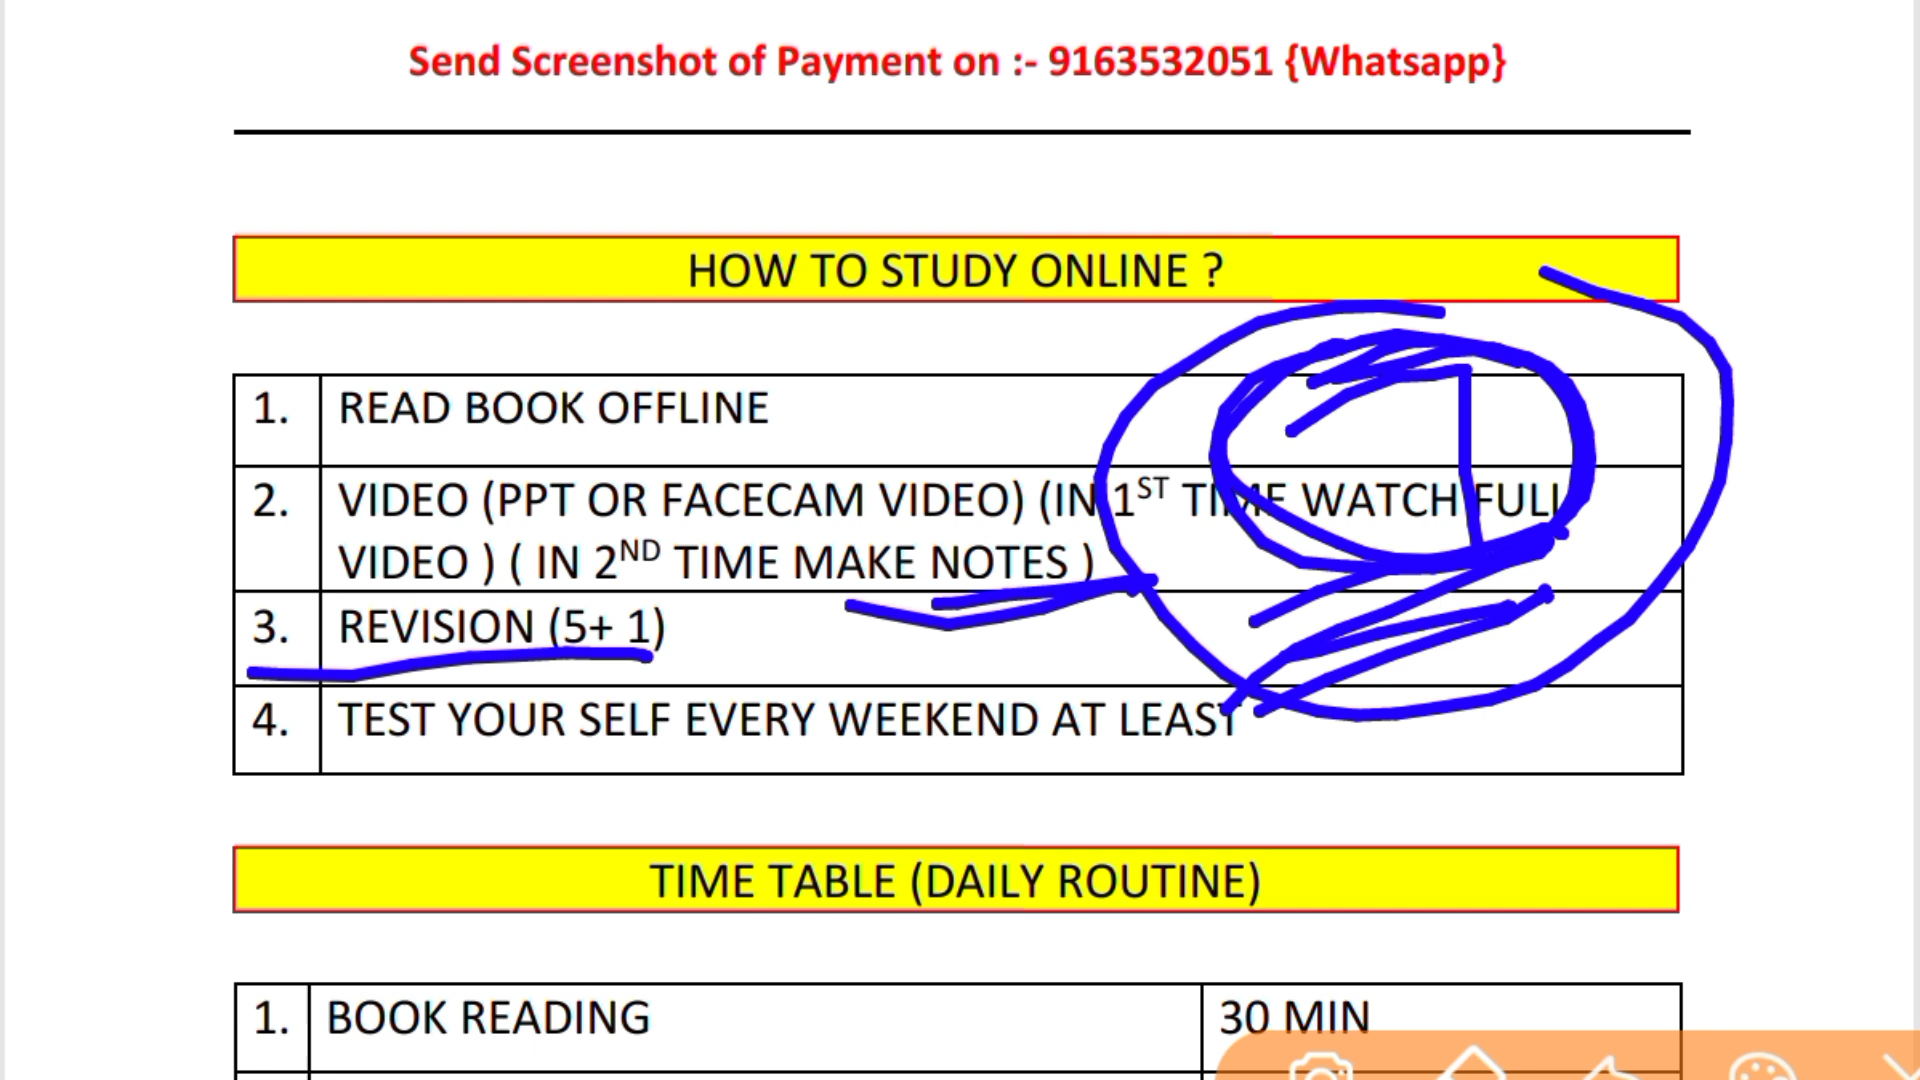 Send Screenshot of Payment on :- 9163532051 {Whatsapp}
HOW TO STUDY ONLINE ?
1. READ BOOK OFFLINE
2. VIDEO (PPT OR FACECAM VIDEO) (IN 1ST TIME WATCH FULL
VIDEO ) ( IN 2ND TIME MAKE NOTES )
3. REVISION (5+ 1)
4. TEST YOUR SELF EVERY WEEKEND AT LEAST
TIME TABLE (DAILY ROUTINE)
1. BOOK READING 30 MIN